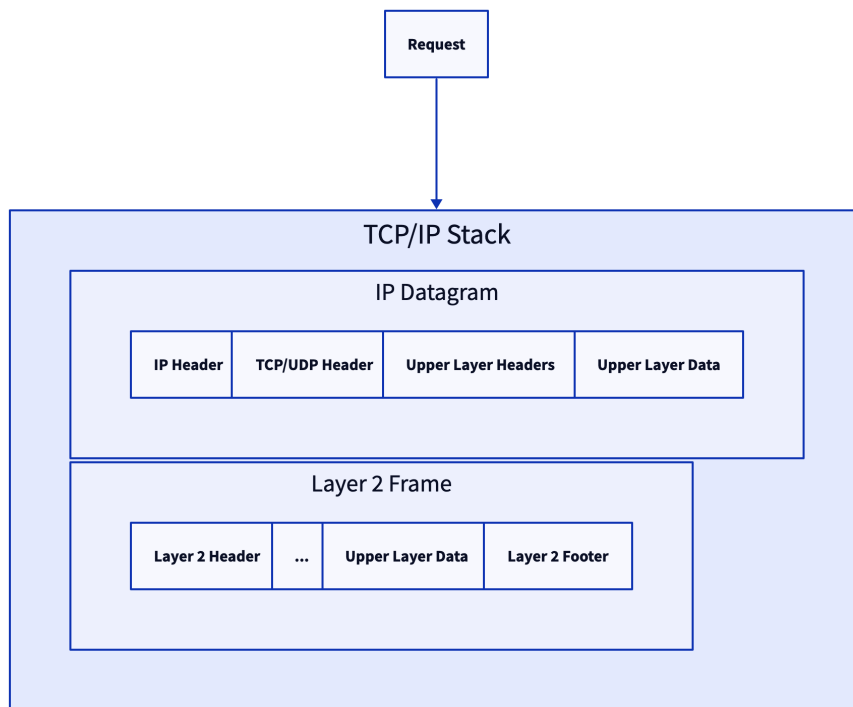 Request
TCP/IP Stack
IP Datagram
IP Header TCP/UDP Header Upper Layer Headers Upper Layer Data
Layer 2 Frame
Layer 2 Header ... Upper Layer Data Layer 2 Footer